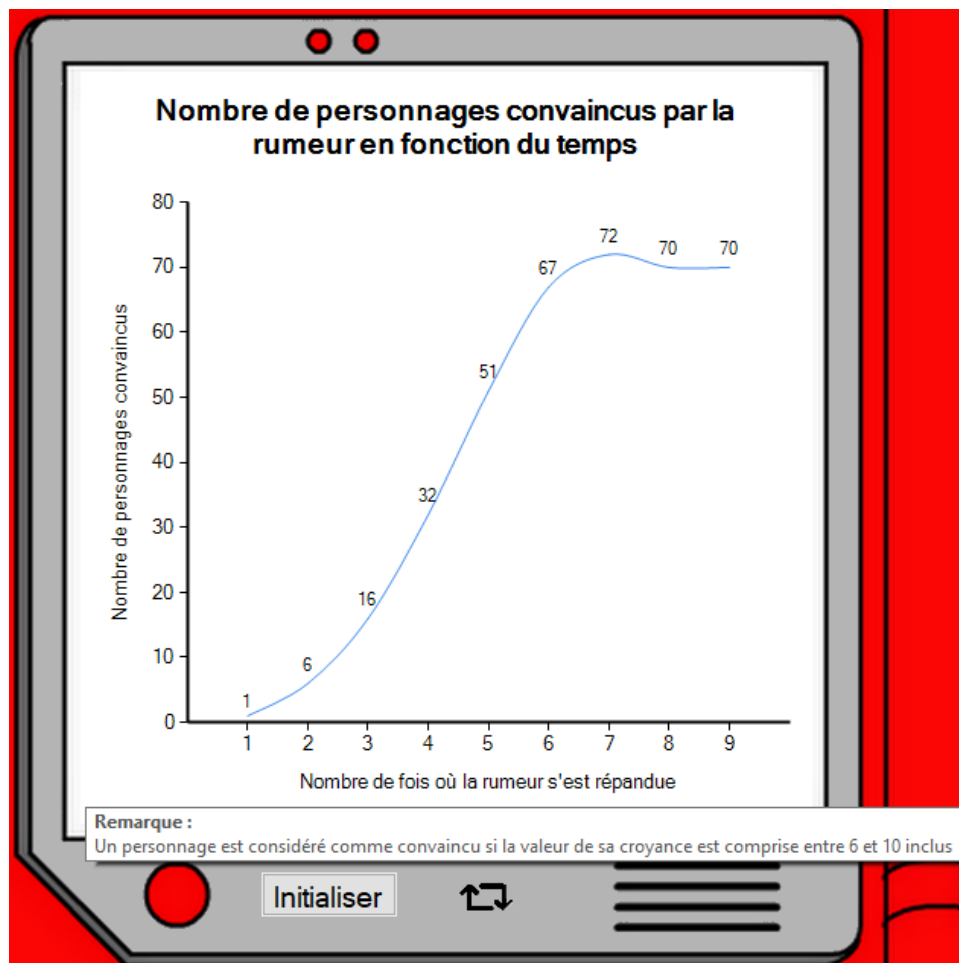 Nombre de personnages convaincus par la
rumeur en fonction du temps
80
70
60
50
40
30
20
10
0
Nombre de personnages convaincus
1
6
16
32
51
67
72
70
70
1 2 3 4 5 6 7 8 9
Nombre de fois où la rumeur s'est répandue
Remarque :
Un personnage est considéré comme convaincu si la valeur de sa croyance est comprise entre 6 et 10 inclus
Initialiser